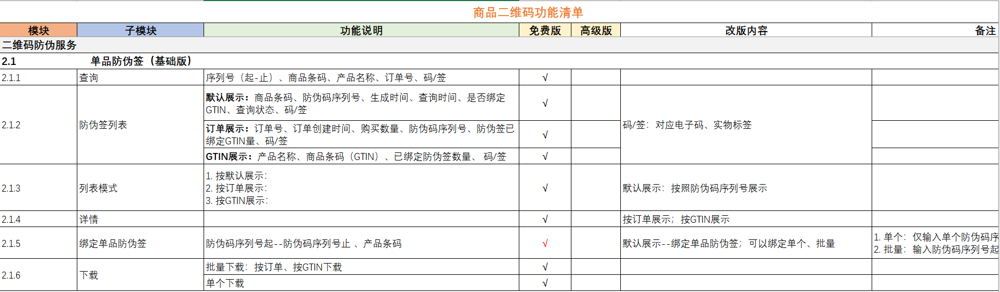 商品二维码功能清单
模块 子模块 功能说明 免费版 高级版 改版内容 备注
二维码防伪服务
2.1 单品防伪签（基础版）
2.1.1 查询 序列号（起-止）、商品条码、产品名称、订单号、码/签 √
2.1.2 防伪签列表
默认展示：商品条码、防伪码序列号、生成时间、查询时间、是否绑定
GTIN、查询状态、码/签
√
订单展示：订单号、订单创建时间、购买数量、防伪码序列号、防伪签已
绑定GTIN量、码/签
√
GTIN展示：产品名称、商品条码（GTIN）、已绑定防伪签数量、 码/签 √
码/签：对应电子码、实物标签
2.1.3 列表模式
1. 按默认展示：
2. 按订单展示：
3. 按GTIN展示：
√
默认展示：按照防伪码序列号展示
2.1.4 详情 √ 按订单展示；按GTIN展示
2.1.5 绑定单品防伪签 防伪码序列号起--防伪码序列号止 、产品条码 √ 默认展示--绑定单品防伪签；可以绑定单个、批量
1. 单个：仅输入单个防伪码序
2. 批量：输入防伪码序列号起
2.1.6 下载
批量下载：按订单、按GTIN下载 √
单个下载 √